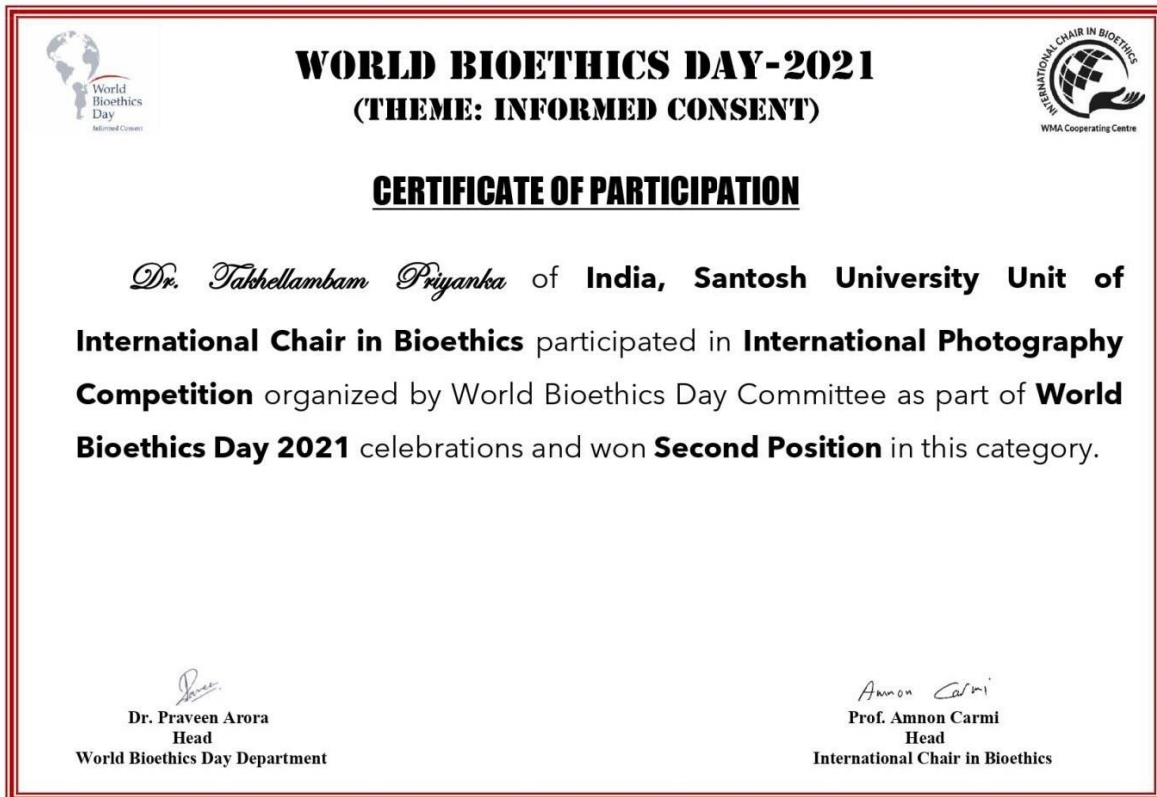 World
Bioethics
Day
Informed Consent
WORLD BIOETHICS DAY-2021
(THEME: INFORMED CONSENT)
INTERNATIONAL CHAIR IN BIOETHICS
WMA Cooperating Centre
CERTIFICATE OF PARTICIPATION
Dr. Takhellambam Priyanka of India, Santosh University Unit of
International Chair in Bioethics participated in International Photography
Competition organized by World Bioethics Day Committee as part of World
Bioethics Day 2021 celebrations and won Second Position in this category.
Amnon Carmi
Dr. Praveen Arora
Head
World Bioethics Day Department
Prof. Amnon Carmi
Head
International Chair in Bioethics